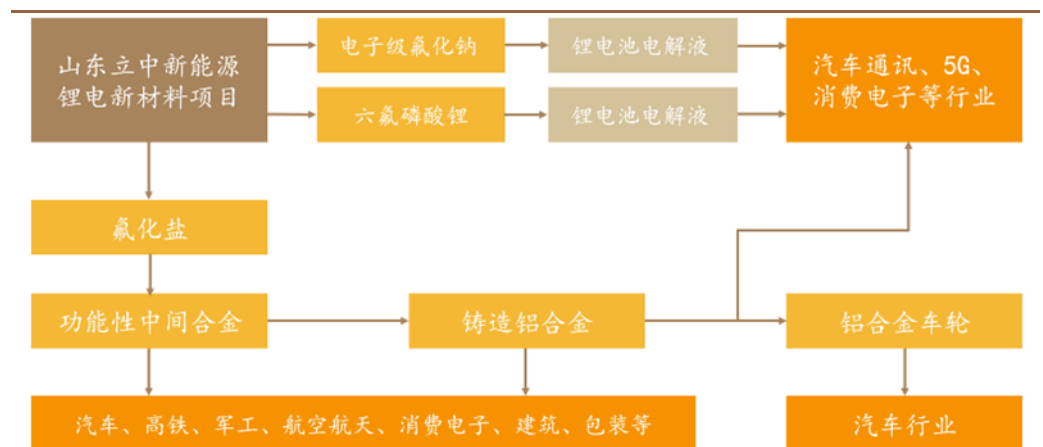 山东立中新能源
锂电新材料项目
电子级氟化钠
锂电池电解液
汽车通讯、5G、
消费电子等行业
六氟磷酸锂
锂电池电解液
氟化盐
功能性中间合金
铸造铝合金
铝合金车轮
汽车、高铁、军工、航空航天、消费电子、建筑、包装等
汽车行业